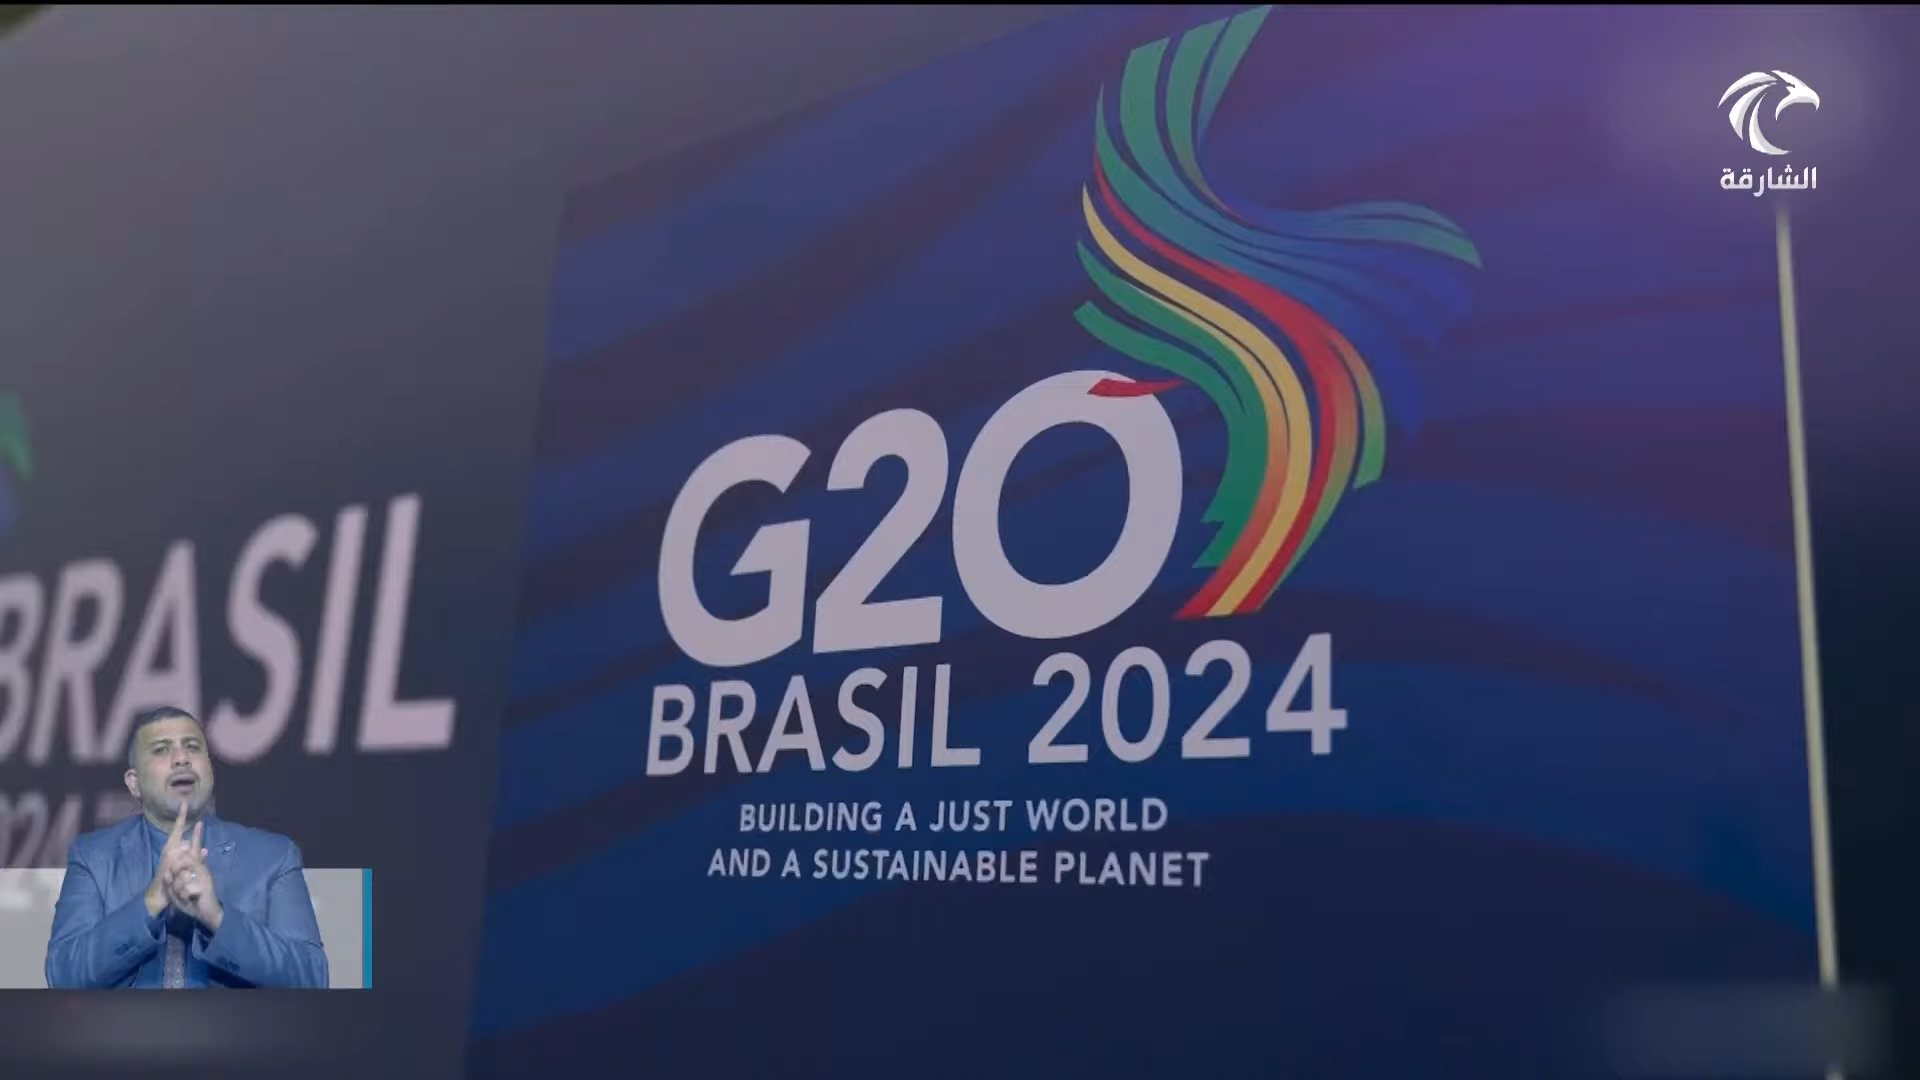 الشارقة
G20
BRASIL 2024
BUILDING A JUST WORLD
AND A SUSTAINABLE PLANET
BRASIL